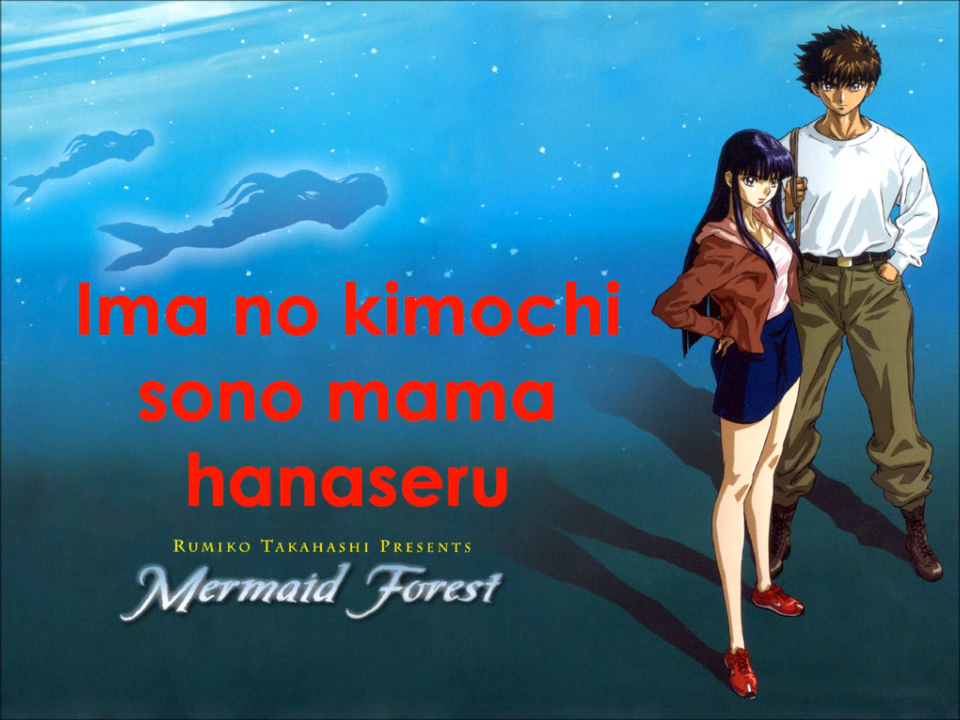 Ima no kimochi
sono mama
hanaseru
RUMIKO TAKAHASHI PRESENTS
Mermaid Forest